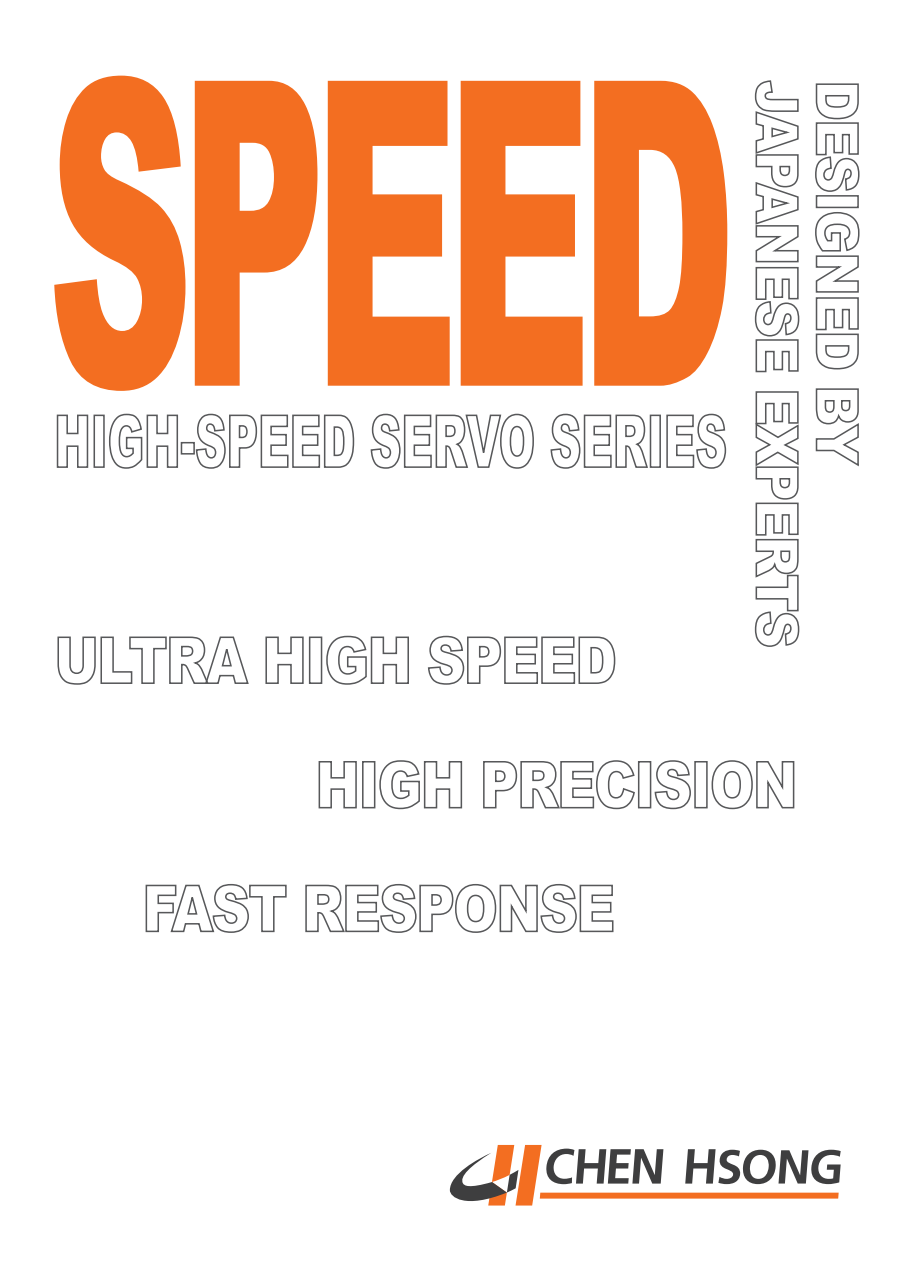 SPEED
HIGH-SPEED SERVO SERIES
DESIGNED BY
JAPANESE EXPERTS
ULTRA HIGH SPEED
HIGH PRECISION
FAST RESPONSE
CHEN HSONG